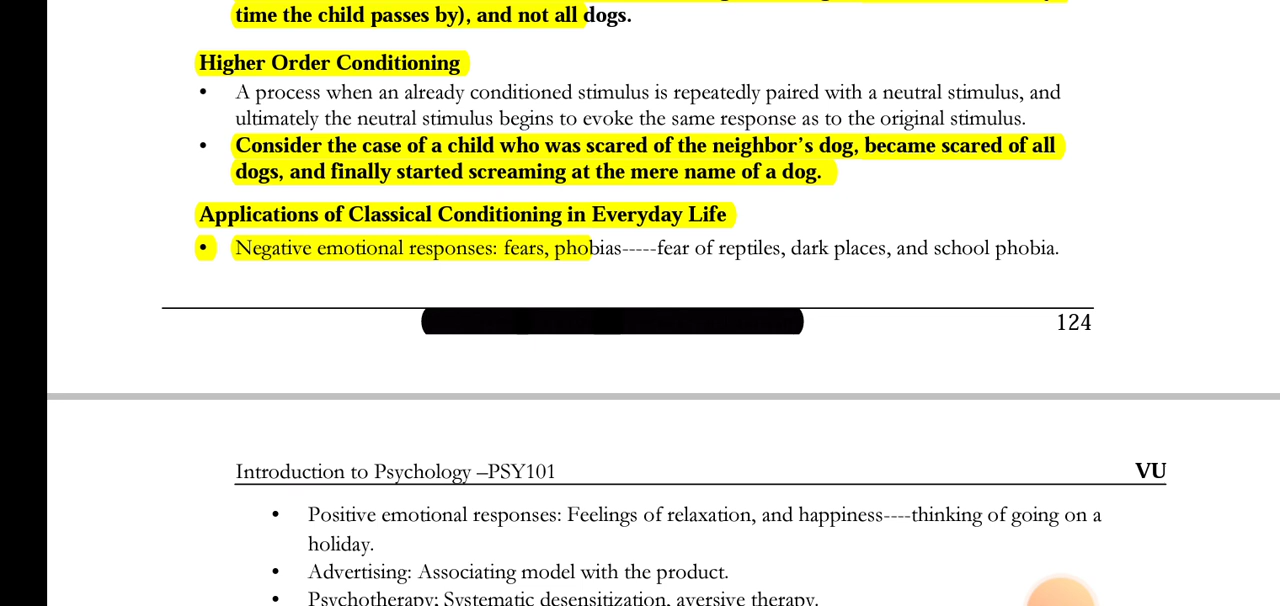 time the child passes by), and not all dogs.
Higher Order Conditioning
• A process when an already conditioned stimulus is repeatedly paired with a neutral stimulus, and
ultimately the neutral stimulus begins to evoke the same response as to the original stimulus.
• Consider the case of a child who was scared of the neighbor's dog, became scared of all
dogs, and finally started screaming at the mere name of a dog.
Applications of Classical Conditioning in Everyday Life
• Negative emotional responses: fears, phobias-----fear of reptiles, dark places, and school phobia.
124
Introduction to Psychology –PSY101 VU
• Positive emotional responses: Feelings of relaxation, and happiness----thinking of going on a
holiday.
• Advertising: Associating model with the product.
• Psychotherapy; Systematic desensitization, aversive therapy.